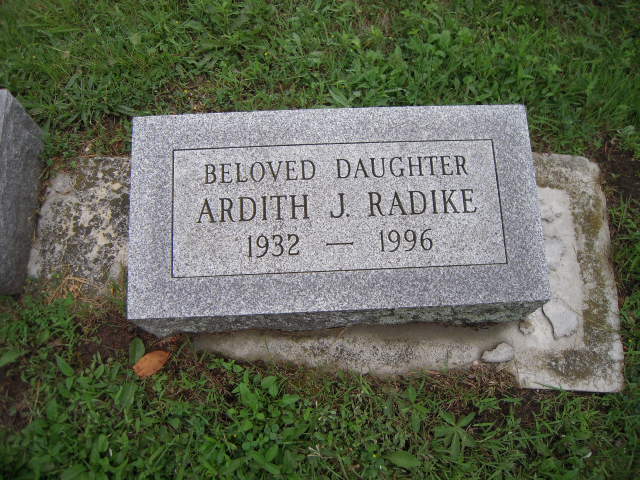 BELOVED DAUGHTER
ARDITH J. RADIKE
1932 — 1996